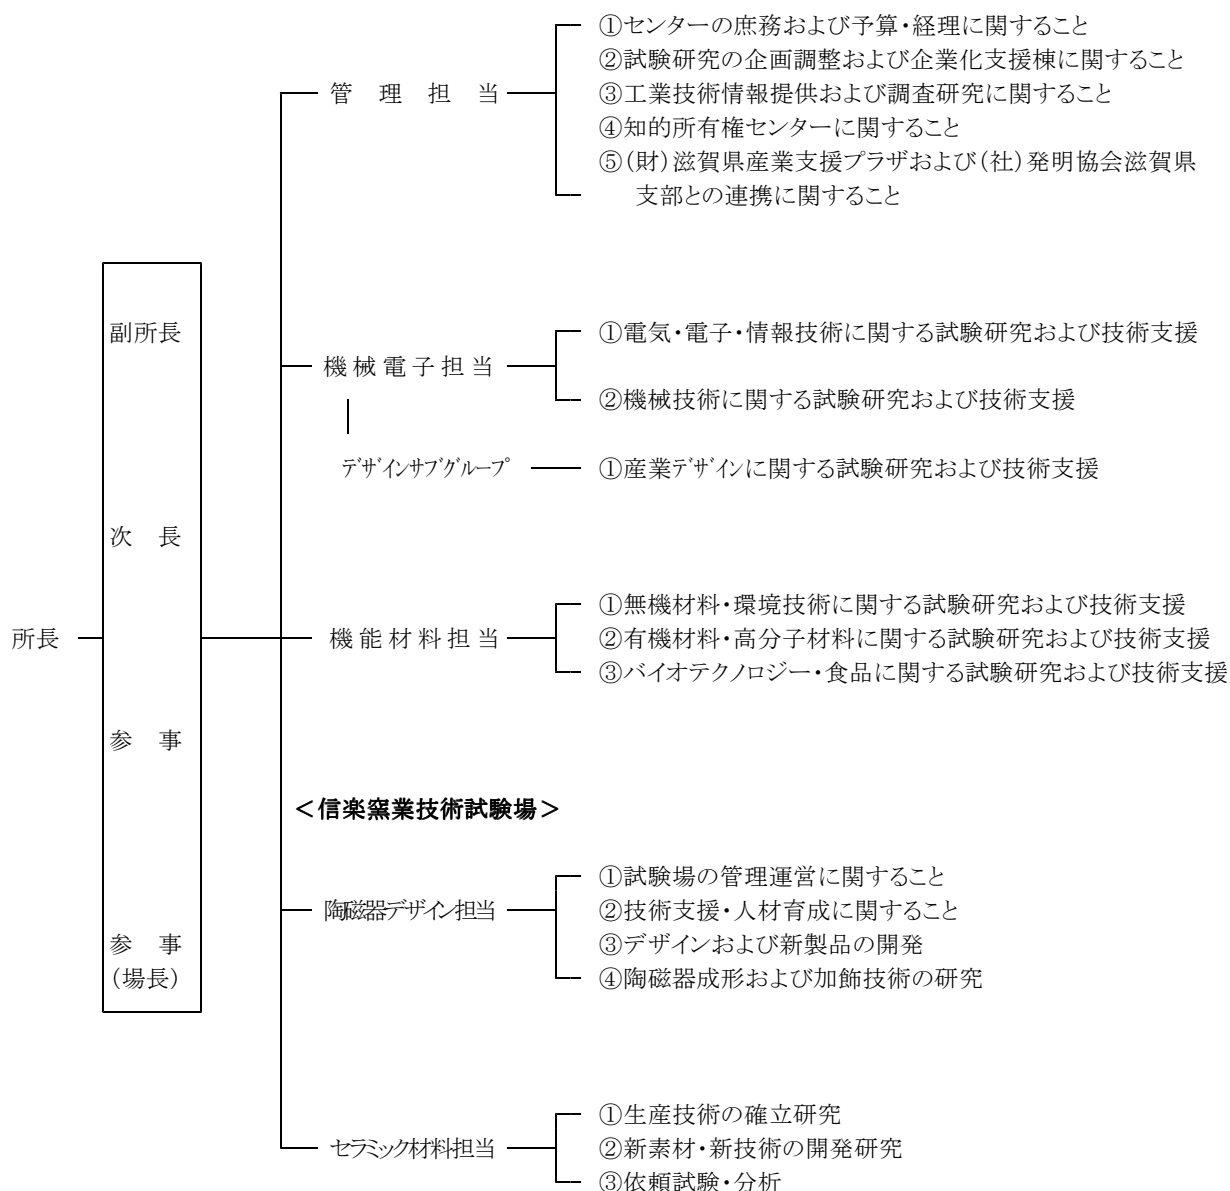 ①センターの庶務および予算・経理に関すること
②試験研究の企画調整および企業化支援棟に関すること
管理担当
③工業技術情報提供および調査研究に関すること
④知的所有権センターに関すること
⑤(財)滋賀県産業支援プラザおよび(社)発明協会滋賀県
支部との連携に関すること
副所長
①電気・電子・情報技術に関する試験研究および技術支援
機械電子担当
②機械技術に関する試験研究および技術支援
デザインサブグループ
①産業デザインに関する試験研究および技術支援
次 長
①無機材料・環境技術に関する試験研究および技術支援
所長
機能材料担当
②有機材料・高分子材料に関する試験研究および技術支援
③バイオテクノロジー・食品に関する試験研究および技術支援
参 事
＜信楽窯業技術試験場＞
①試験場の管理運営に関すること
陶磁器デザイン担当
②技術支援・人材育成に関すること
参 事
③デザインおよび新製品の開発
(場長)
④陶磁器成形および加飾技術の研究
①生産技術の確立研究
セラミック材料担当
②新素材・新技術の開発研究
③依頼試験・分析